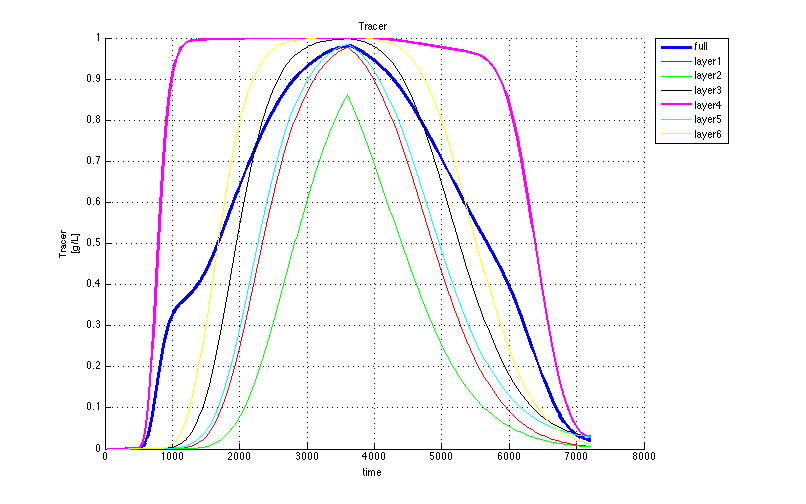 Tracer
1
0.9
0.8
0.7
0.6
0.5
0.4
0.3
0.2
0.1
0
Tracer
[g/L]
0
1000
2000
3000
4000
5000
6000
7000
8000
time
full
layer1
layer2
layer3
layer4
layer5
layer6